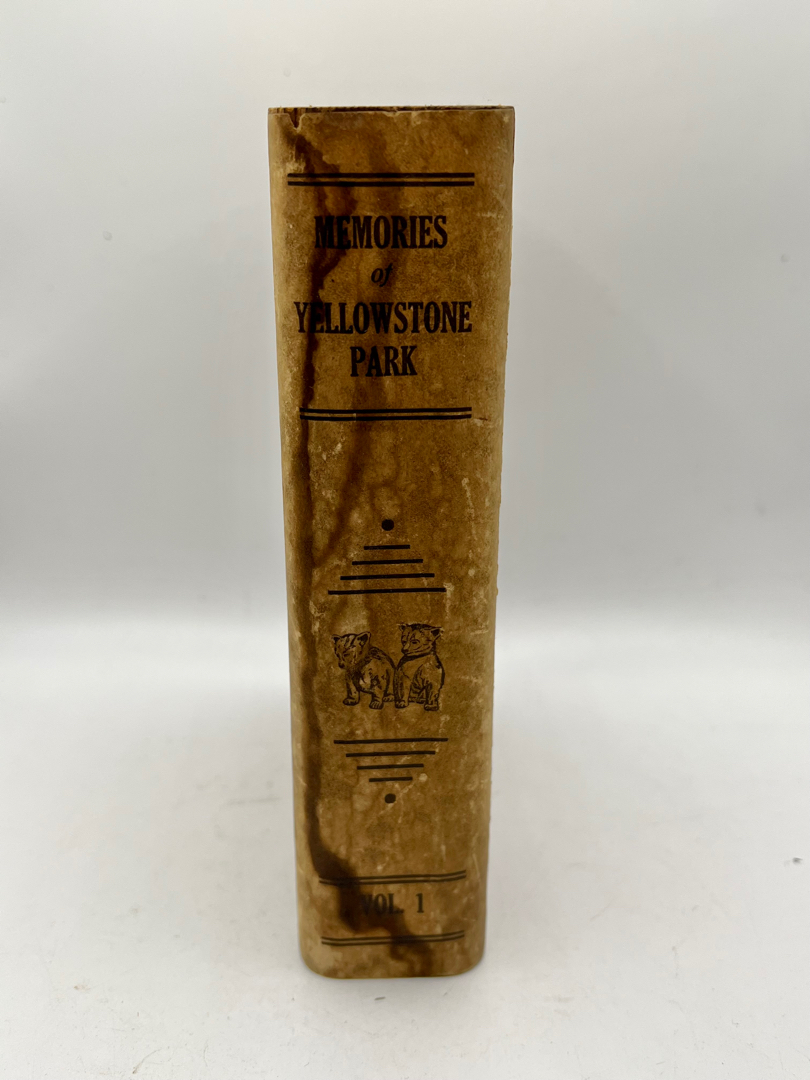 MEMORIES
of
YELLOWSTONE
PARK
VOL. 1